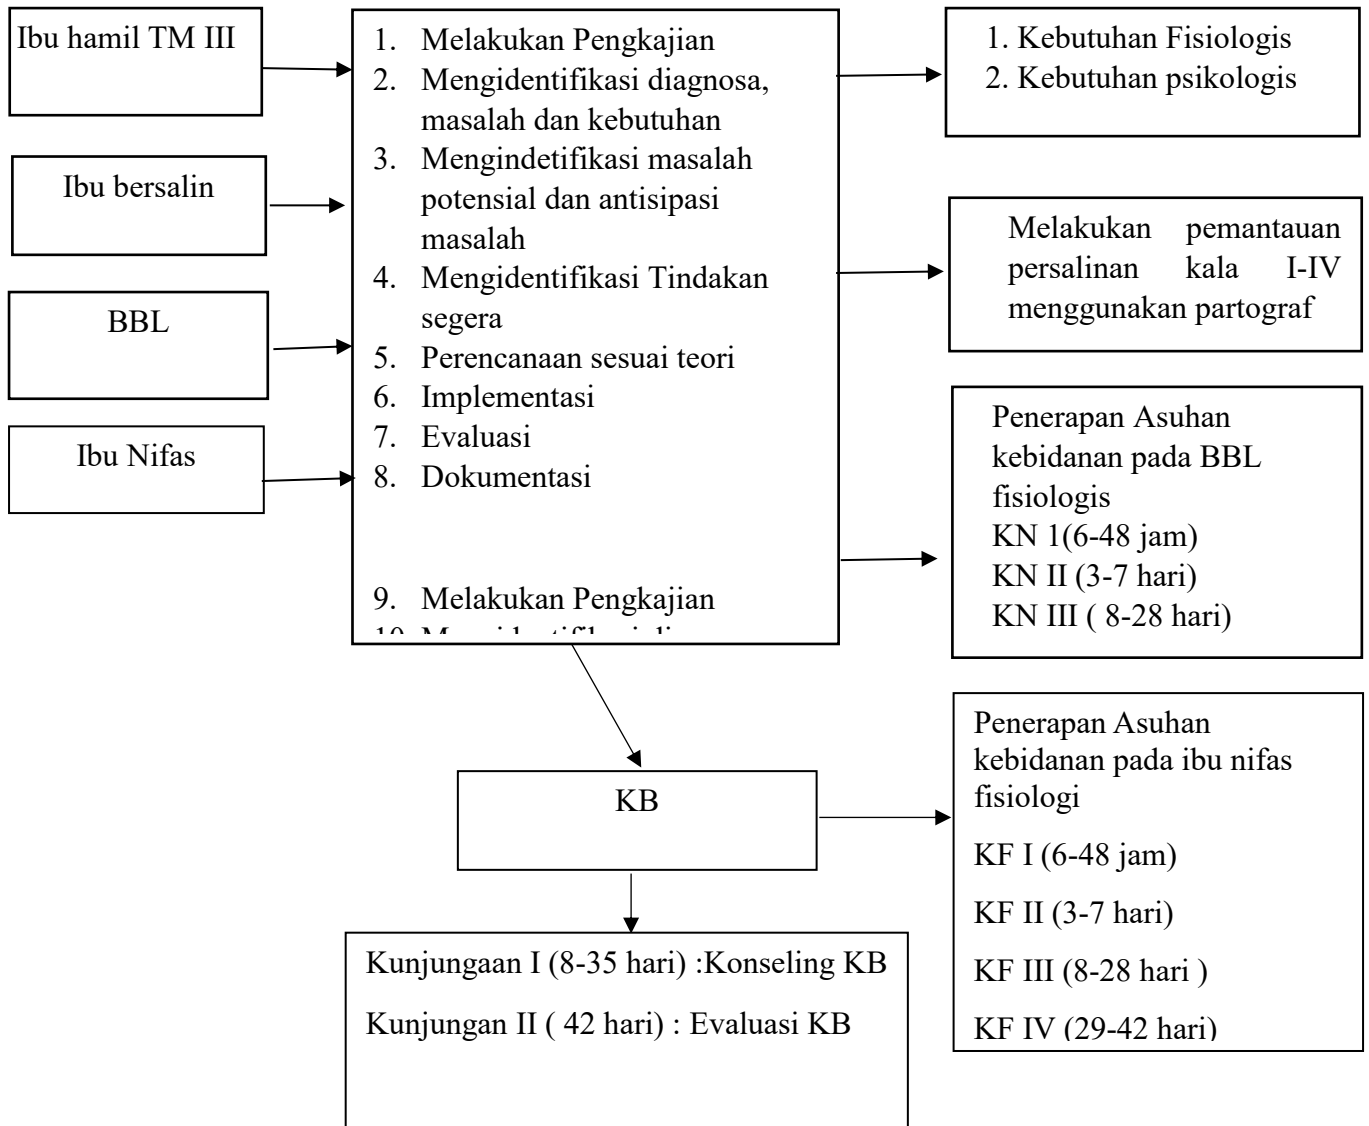 Ibu hamil TM III
Ibu bersalin
BBL
Ibu Nifas
1. Melakukan Pengkajian
2. Mengidentifikasi diagnosa,
masalah dan kebutuhan
3. Mengindetifikasi masalah
potensial dan antisipasi
masalah
4. Mengidentifikasi Tindakan
segera
5. Perencanaan sesuai teori
6. Implementasi
7. Evaluasi
8. Dokumentasi
9. Melakukan Pengkajian
1. Kebutuhan Fisiologis
2. Kebutuhan psikologis
Melakukan pemantauan
persalinan kala I-IV
menggunakan partograf
Penerapan Asuhan
kebidanan pada BBL
fisiologis
KN 1(6-48 jam)
KN II (3-7 hari)
KN III ( 8-28 hari)
KB
Penerapan Asuhan
kebidanan pada ibu nifas
fisiologi
KF I (6-48 jam)
KF II (3-7 hari)
KF III (8-28 hari )
KF IV (29-42 hari)
Kunjungaan I (8-35 hari) :Konseling KB
Kunjungan II ( 42 hari) : Evaluasi KB